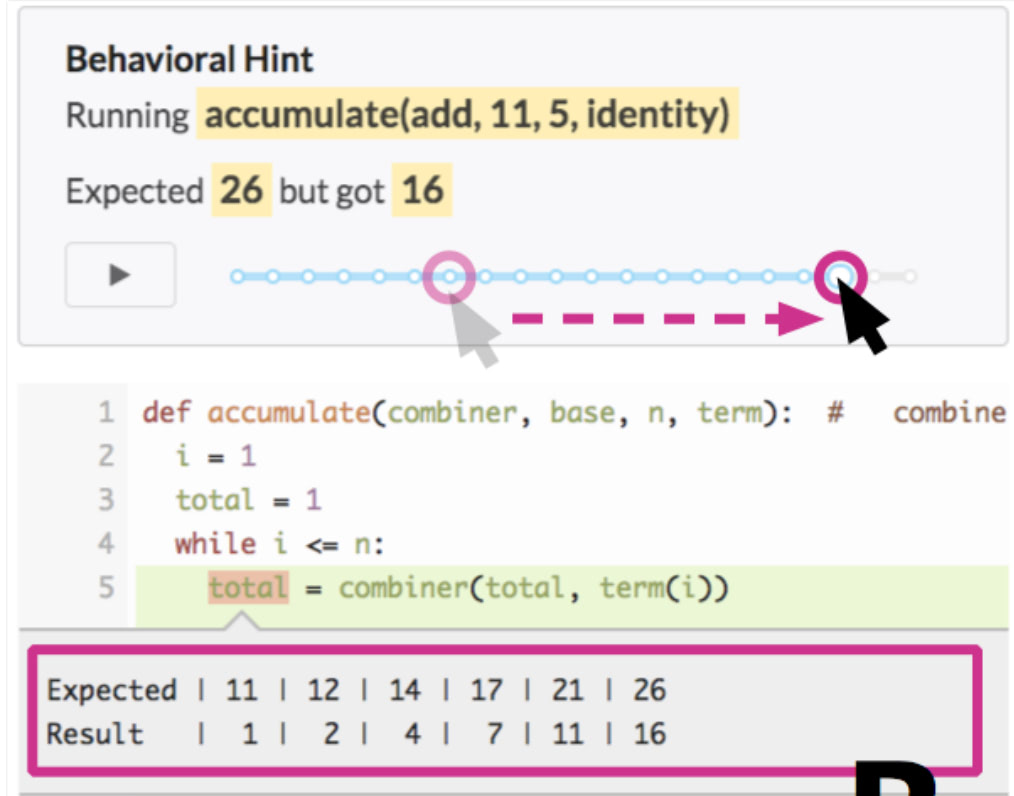 Behavioral Hint
Running accumulate(add, 11, 5, identity)
Expected 26 but got 16
1 def accumulate(combiner, base, n, term): # combine
2 i = 1
3 total = 1
4 while i <= n:
5 total = combiner(total, term(i))
Expected | 11 | 12 | 14 | 17 | 21 | 26
Result | 1 | 2 | 4 | 7 | 11 | 16